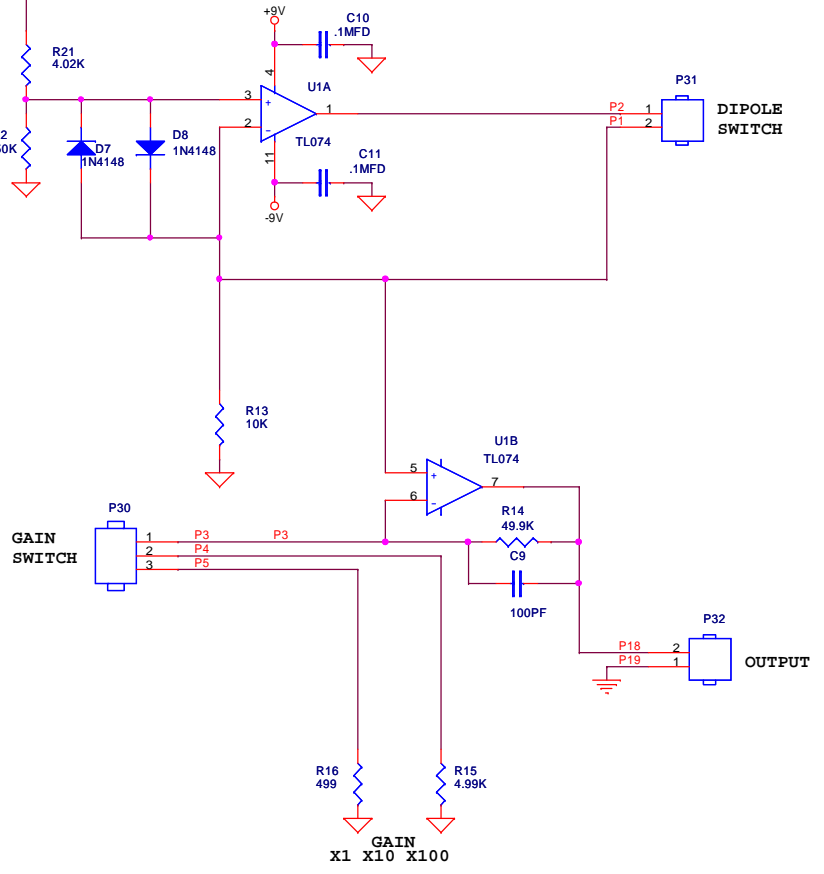 +9V
C10
.1MFD
R21
4.02K
4
U1A
3
+
1
2
-
TL074
11
C11
.1MFD
-9V
D7
1N4148
D8
1N4148
P31
P2
1
P1
2
DIPOLE
SWITCH
R13
10K
U1B
TL074
5
+
7
6
-
R14
49.9K
C9
100PF
P30
GAIN
SWITCH
1
P3
P3
2
P4
3
P5
P32
P18
2
P19
1
OUTPUT
R16
499
R15
4.99K
GAIN
X1 X10 X100